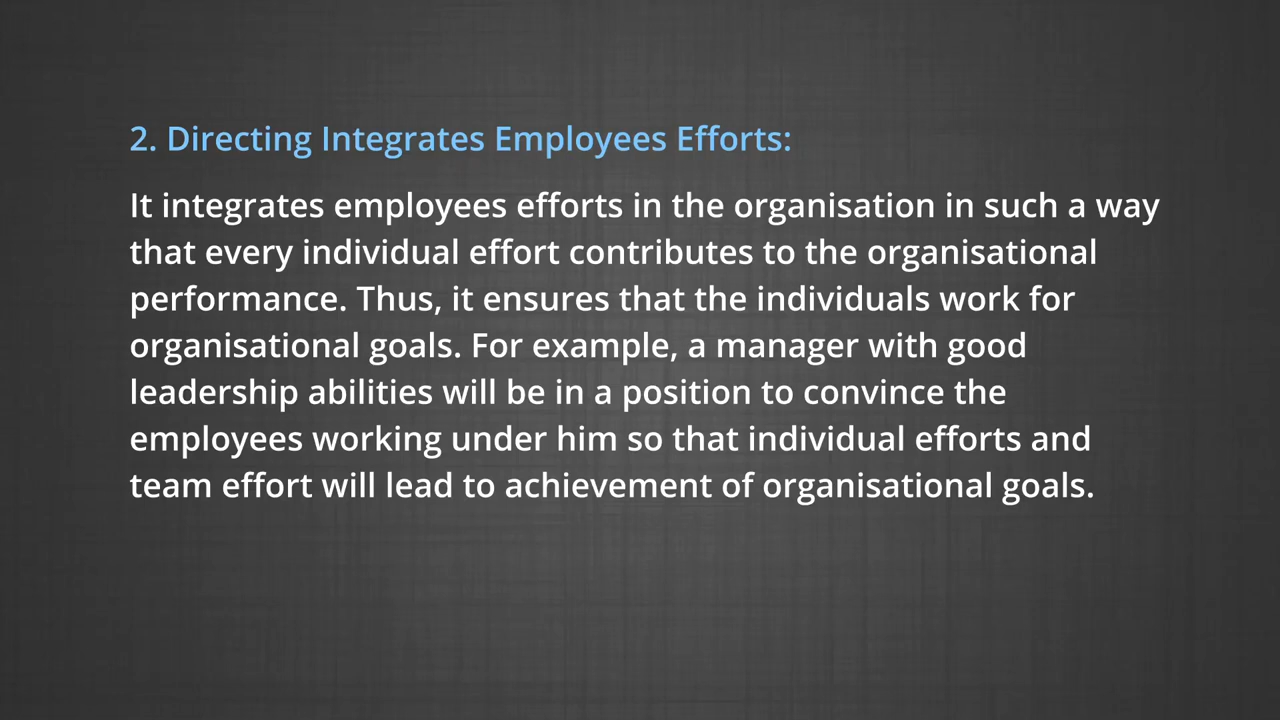 2. Directing Integrates Employees Efforts:
It integrates employees efforts in the organisation in such a way
that every individual effort contributes to the organisational
performance. Thus, it ensures that the individuals work for
organisational goals. For example, a manager with good
leadership abilities will be in a position to convince the
employees working under him so that individual efforts and
team effort will lead to achievement of organisational goals.